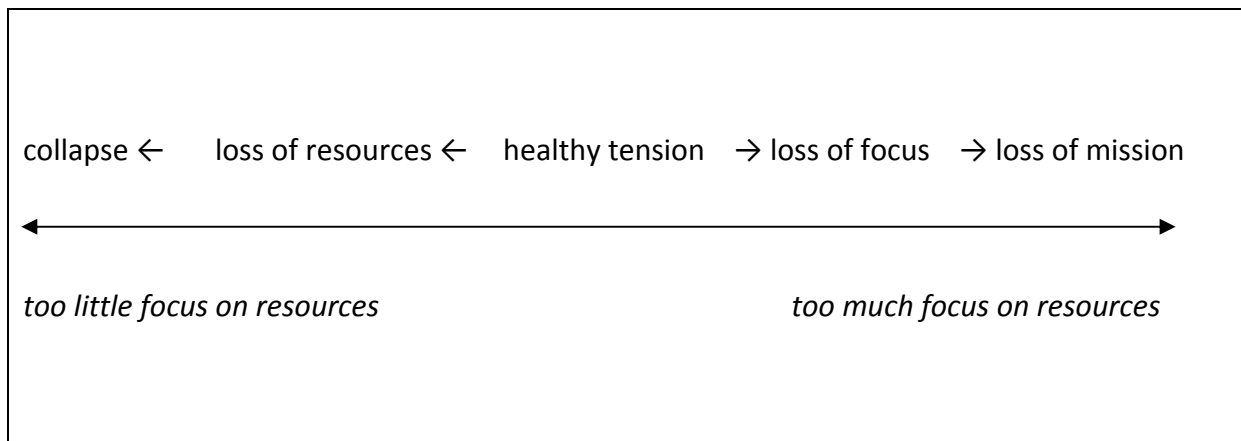 collapse ← loss of resources ← healthy tension → loss of focus → loss of mission
too little focus on resources too much focus on resources